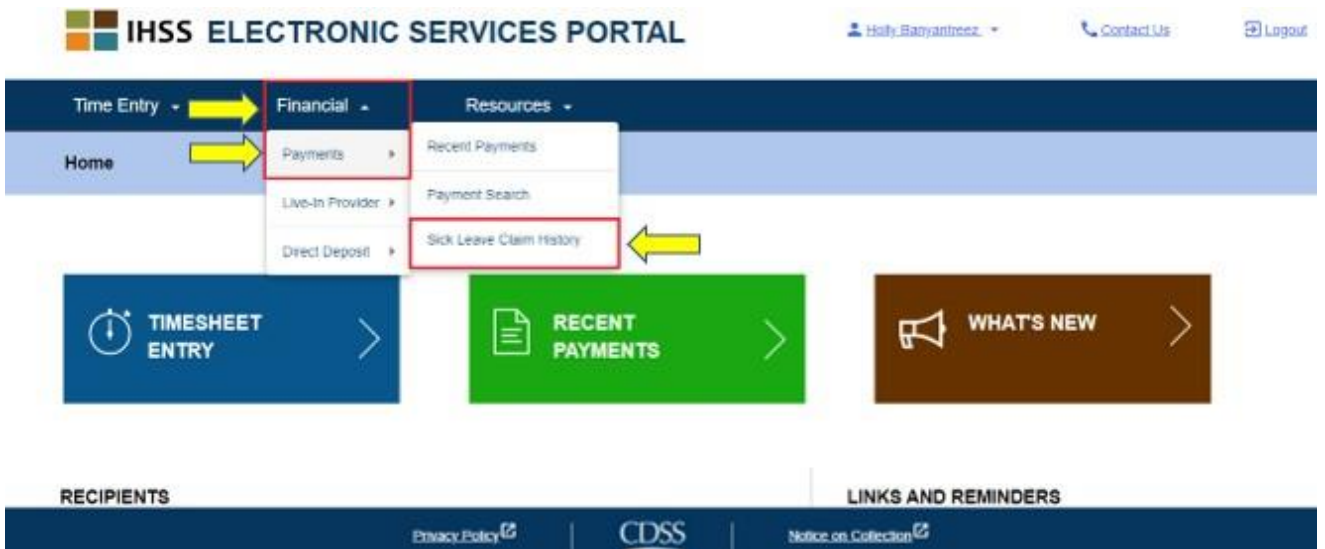 IHSS ELECTRONIC SERVICES PORTAL
Holly Banyantreez
Contact Us
Logout
Time Entry
Financial
Resources
Home
Payments
Recent Payments
Live-In Provider
Payment Search
Direct Deposit
Sick Leave Claim History
TIMESHEET
ENTRY
RECENT
PAYMENTS
WHAT'S NEW
RECIPIENTS
LINKS AND REMINDERS
Privacy Policy
CDSS
Notice on Collection